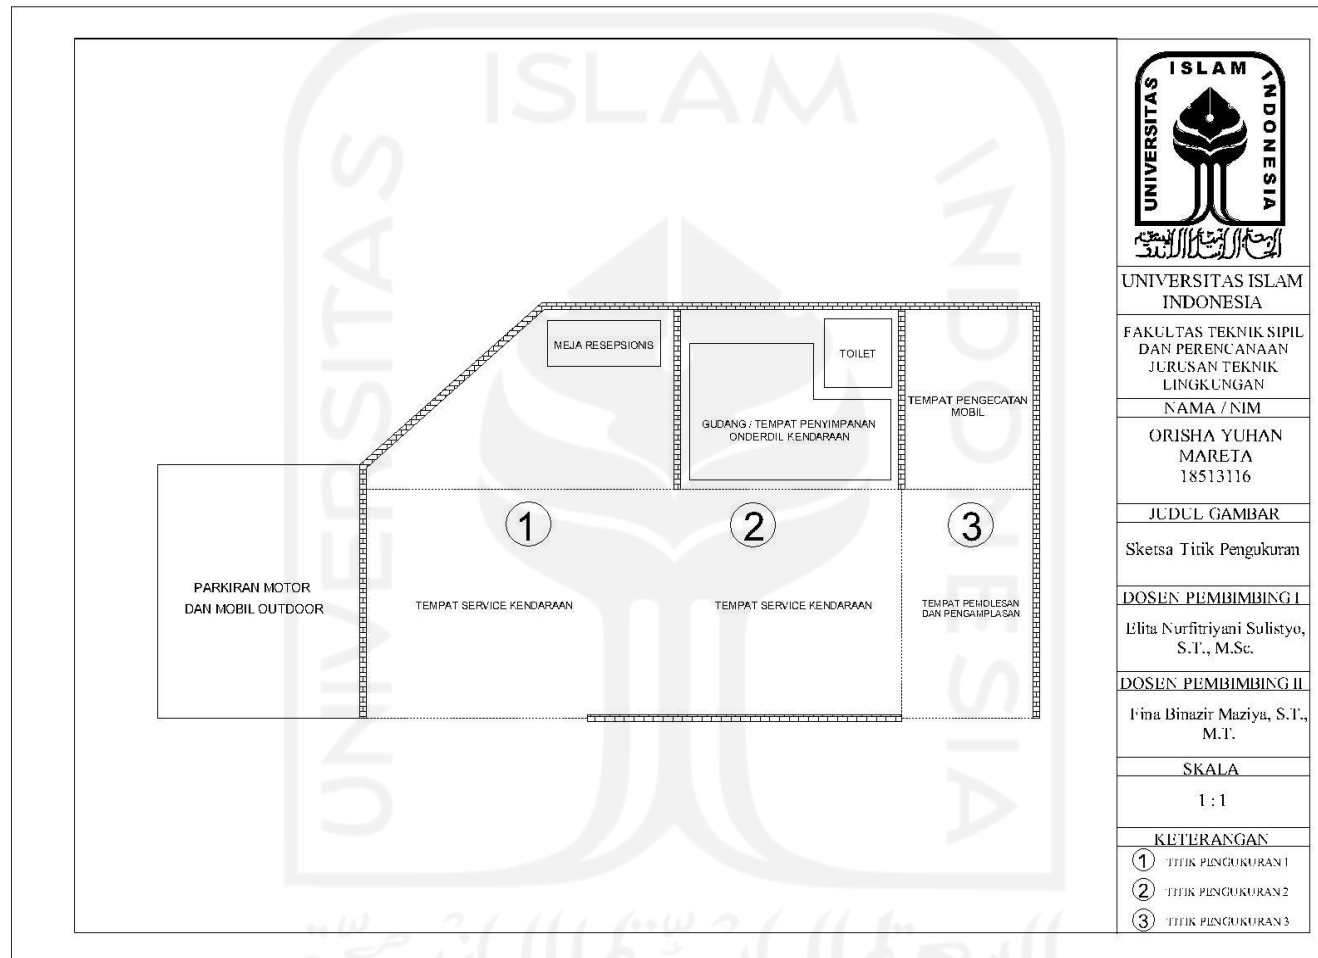 ISLAM
UNIVERSITAS
INDONESIA
MEJA RESEPSIONIS
TOILET
GUDANG / TEMPAT PENYIMPANAN
ONDERDIL KENDARAAN
TEMPAT PENGECATAN
MOBIL
1
2
3
PARKIRAN MOTOR
DAN MOBIL OUTDOOR
TEMPAT SERVICE KENDARAAN
TEMPAT SERVICE KENDARAAN
TEMPAT PEMOLESAN
DAN PENGAMPLASAN
UNIVERSITAS
ISLAM
INDONESIA
UNIVERSITAS ISLAM
INDONESIA
FAKULTAS TEKNIK SIPIL
DAN PERENCANAAN
JURUSAN TEKNIK
LINGKUNGAN
NAMA / NIM
ORISHA YUHAN
MARETA
18513116
JUDUL GAMBAR
Sketsa Titik Pengukuran
DOSEN PEMBIMBING I
Elita Nurfitriyani Sulistyo,
S.T., M.Sc.
DOSEN PEMBIMBING II
Fina Binazir Maziya, S.T.,
M.T.
SKALA
1 : 1
KETERANGAN
1 TITIK PENGUKURAN 1
2 TITIK PENGUKURAN 2
3 TITIK PENGUKURAN 3